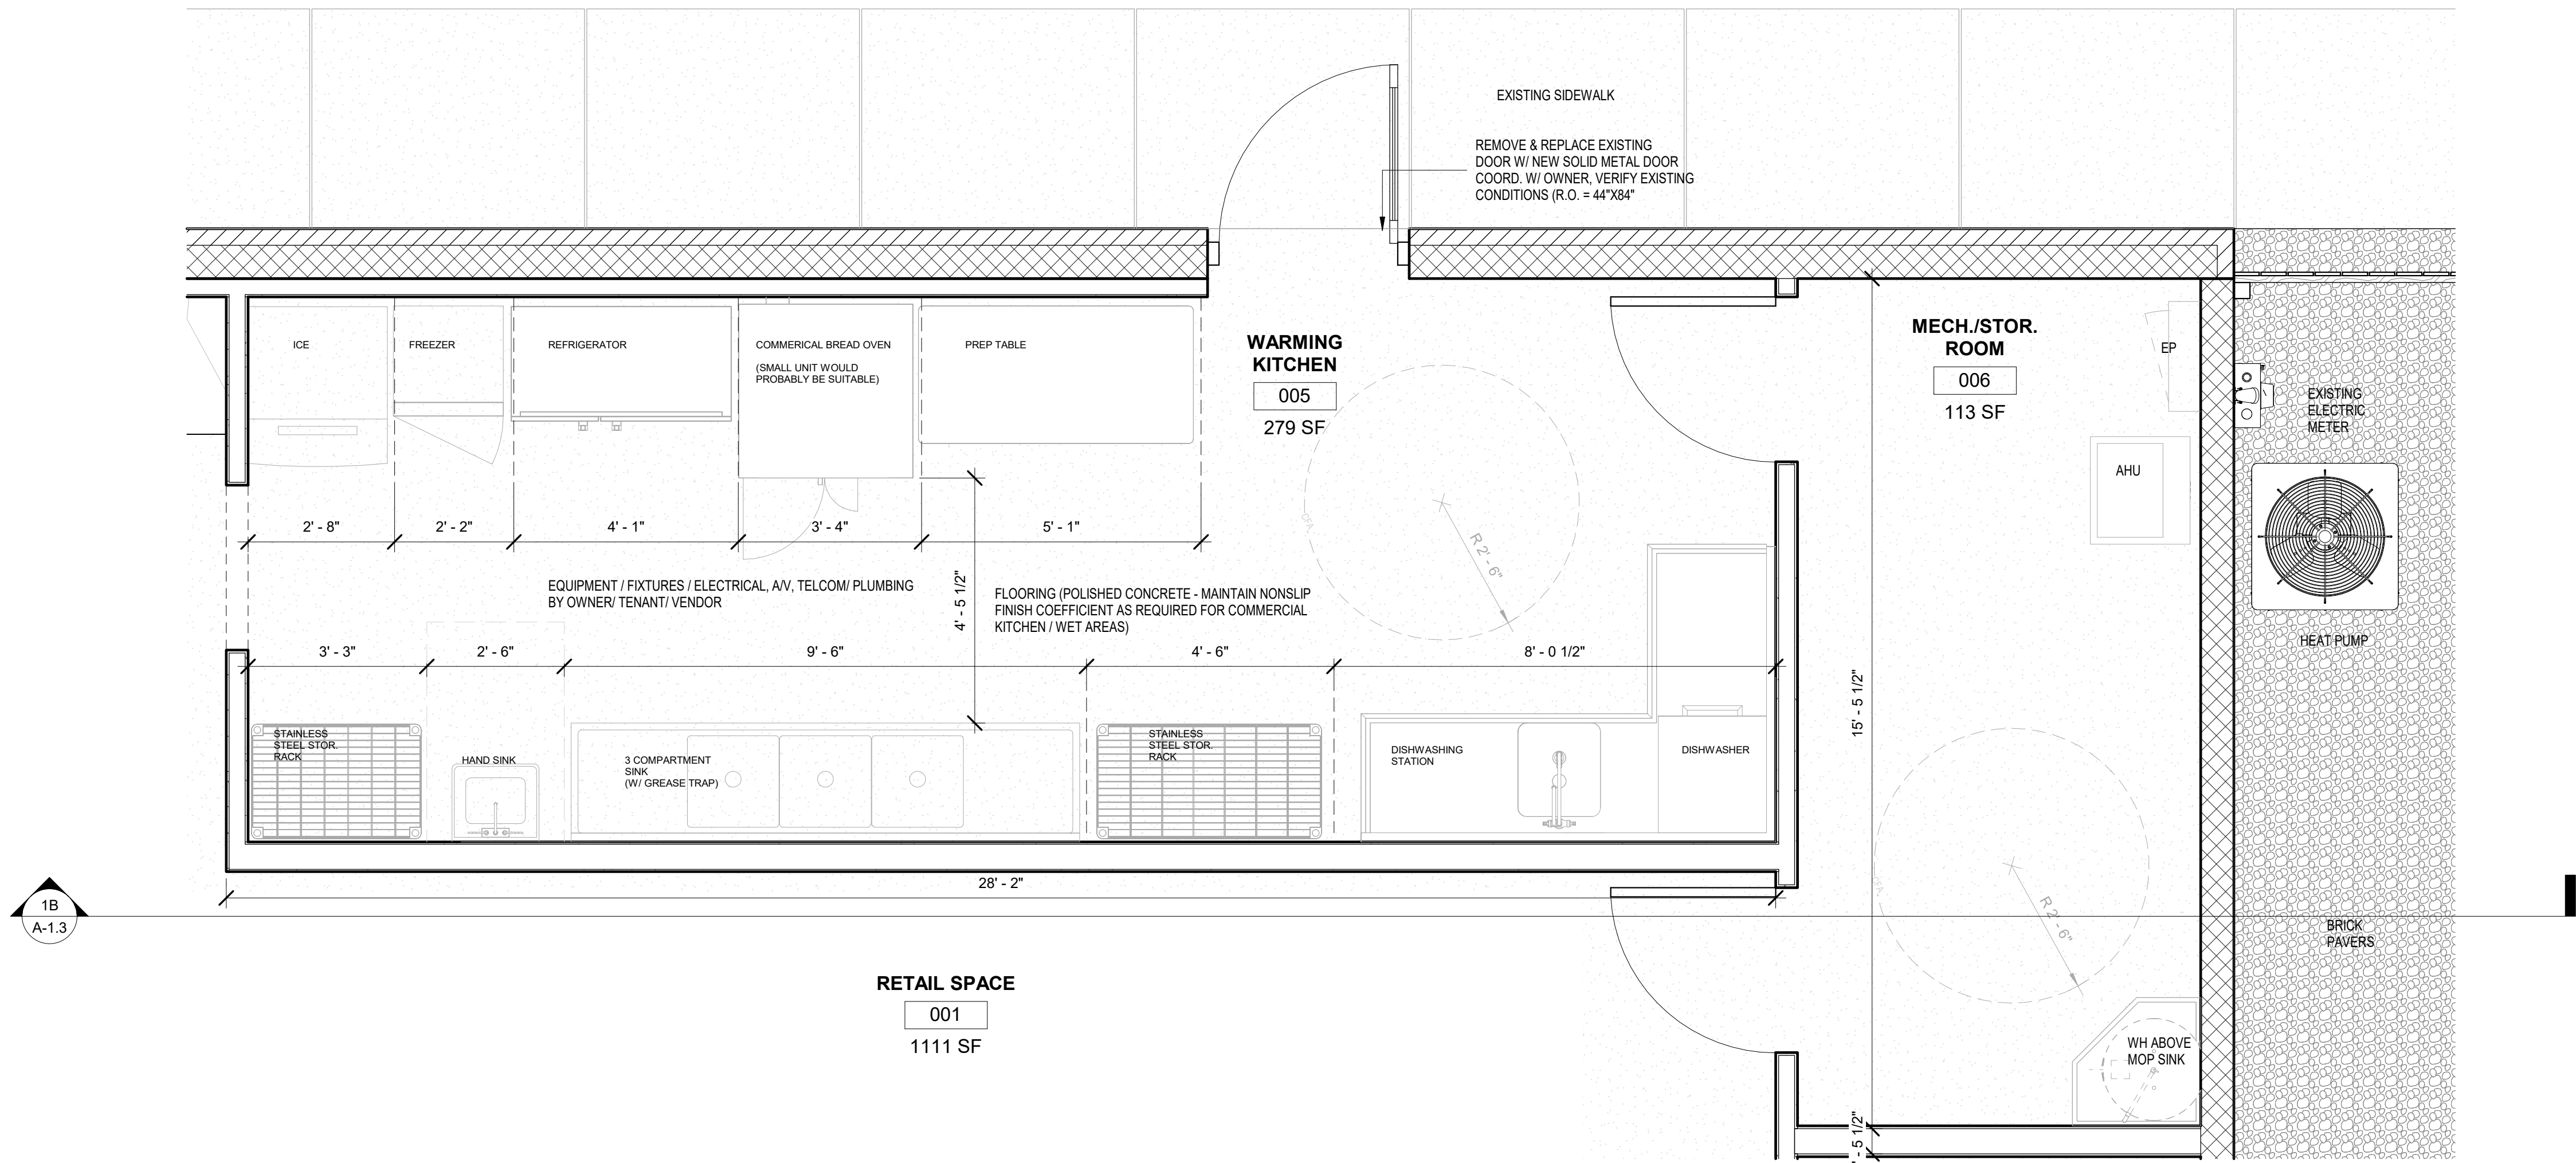 EXISTING SIDEWALK
REMOVE & REPLACE EXISTING
DOOR W/ NEW SOLID METAL DOOR
COORD. W/ OWNER, VERIFY EXISTING
CONDITIONS (R.O. = 44"X84"
ICE
FREEZER
REFRIGERATOR
COMMERICAL BREAD OVEN
(SMALL UNIT WOULD
PROBABLY BE SUITABLE)
PREP TABLE
WARMING
KITCHEN
005
279 SF
MECH./STOR.
ROOM
006
113 SF
EP
AHU
EXISTING
ELECTRIC
METER
HEAT PUMP
2' - 8"
2' - 2"
4' - 1"
3' - 4"
5' - 1"
CFA
R 2' - 6"
EQUIPMENT / FIXTURES / ELECTRICAL, A/V, TELCOM/ PLUMBING
BY OWNER/ TENANT/ VENDOR
4' - 5 1/2"
FLOORING (POLISHED CONCRETE - MAINTAIN NONSLIP
FINISH COEFFICIENT AS REQUIRED FOR COMMERCIAL
KITCHEN / WET AREAS)
3' - 3"
2' - 6"
9' - 6"
4' - 6"
8' - 0 1/2"
15' - 5 1/2"
STAINLESS
STEEL STOR.
RACK
HAND SINK
3 COMPARTMENT
SINK
(W/ GREASE TRAP)
STAINLESS
STEEL STOR.
RACK
DISHWASHING
STATION
DISHWASHER
28' - 2"
1B
A-1.3
CFA
R 2' - 6"
BRICK
PAVERS
RETAIL SPACE
001
1111 SF
WH ABOVE
MOP SINK
' - 5 1/2"